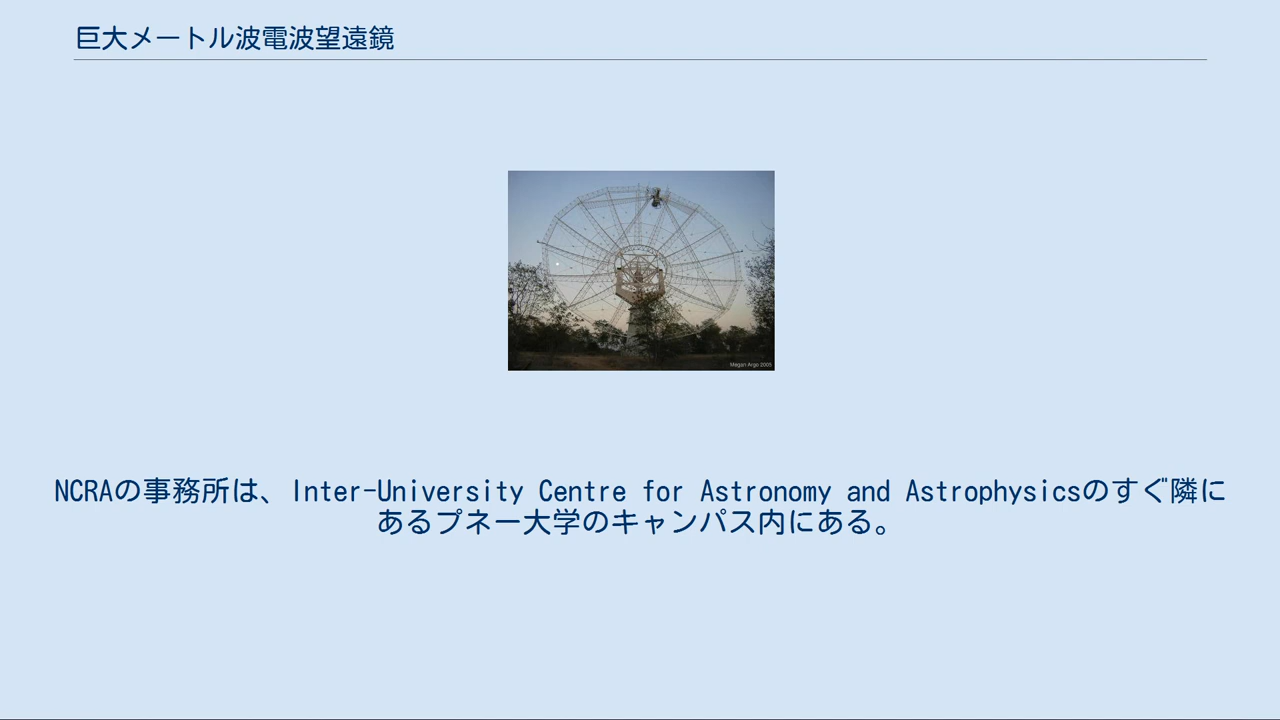 巨大メートル波電波望遠鏡
Megan Argo 2005
NCRAの事務所は、Inter-University Centre for Astronomy and Astrophysicsのすぐ隣に
あるプネー大学のキャンパス内にある。